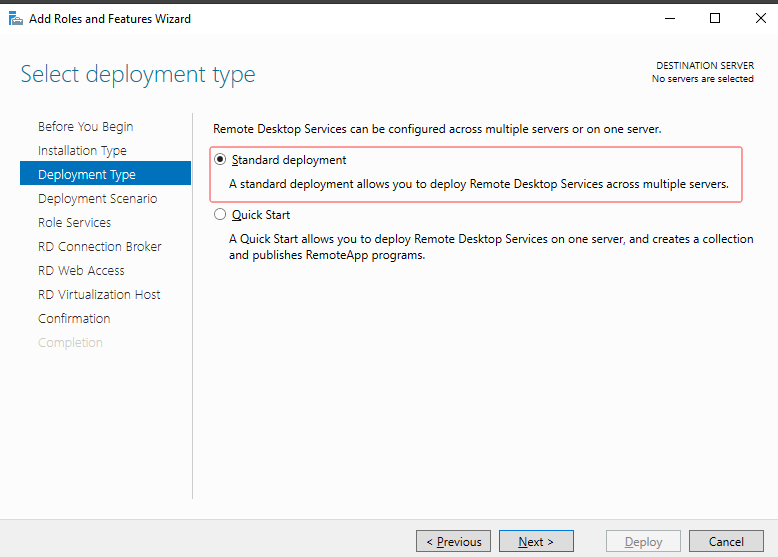 Add Roles and Features Wizard
Select deployment type
DESTINATION SERVER
No servers are selected
Before You Begin
Installation Type
Deployment Type
Deployment Scenario
Role Services
RD Connection Broker
RD Web Access
RD Virtualization Host
Confirmation
Completion
Remote Desktop Services can be configured across multiple servers or on one server.
Standard deployment
A standard deployment allows you to deploy Remote Desktop Services across multiple servers.
Quick Start
A Quick Start allows you to deploy Remote Desktop Services on one server, and creates a collection
and publishes RemoteApp programs.
< Previous
Next >
Deploy
Cancel